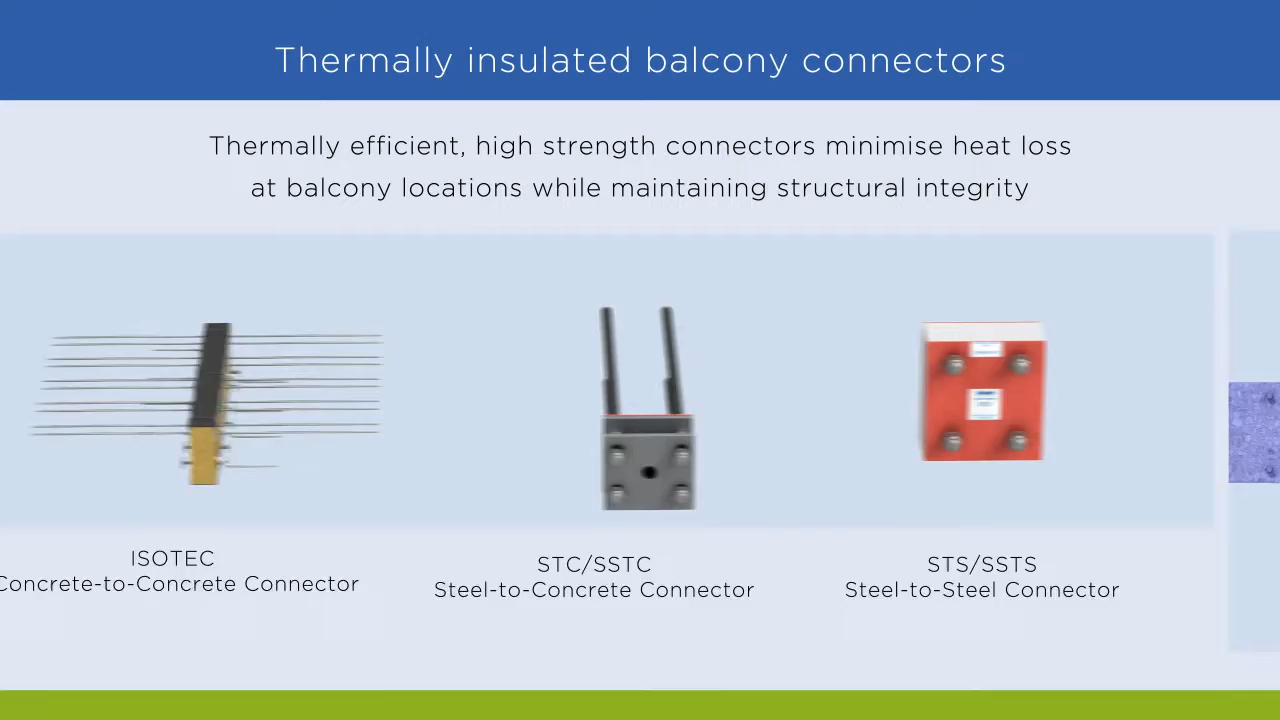 Thermally insulated balcony connectors
Thermally efficient, high strength connectors minimise heat loss
at balcony locations while maintaining structural integrity
ISOTEC
Concrete-to-Concrete Connector
STC/SSTC
Steel-to-Concrete Connector
STS/SSTS
Steel-to-Steel Connector